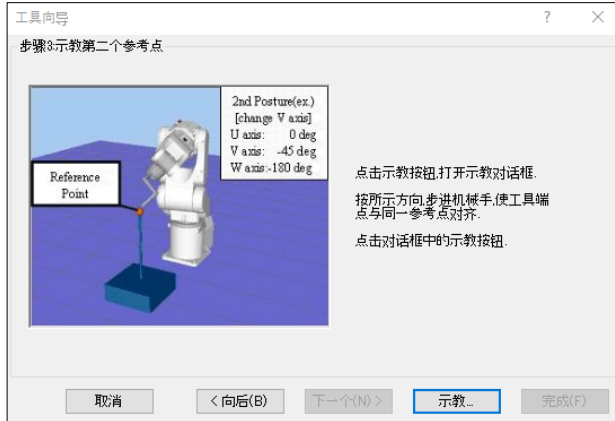 工具向导
步骤3:示教第二个参考点
2nd Posture(ex.)
[change V axis]
U axis: 0 deg
V axis: -45 deg
W axis:-180 deg
Reference
Point
点击示教按钮,打开示教对话框.
按所示方向,步进机械手,使工具端
点与同一参考点对齐.
点击对话框中的示教按钮.
取消
< 向后(B)
下一个(N) >
示教...
完成(F)